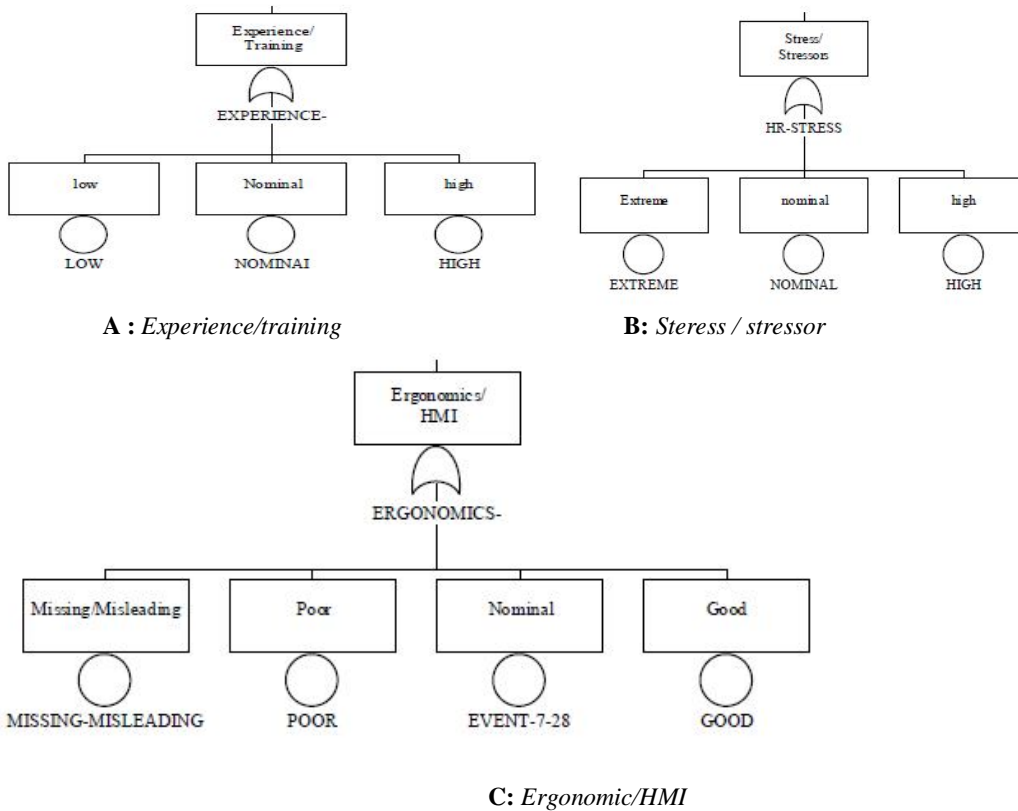 Experience/
Training
EXPERIENCE-
low
Nominal
high
LOW
NOMINAI
HIGH
A : Experience/training
Stress/
Stressors
HR-STRESS
Extreme
nominal
high
EXTREME
NOMINAL
HIGH
B: Steress / stressor
Ergonomics/
HMI
ERGONOMICS-
Missing/Misleading
Poor
Nominal
Good
MISSING-MISLEADING
POOR
EVENT-7-28
GOOD
C: Ergonomic/HMI